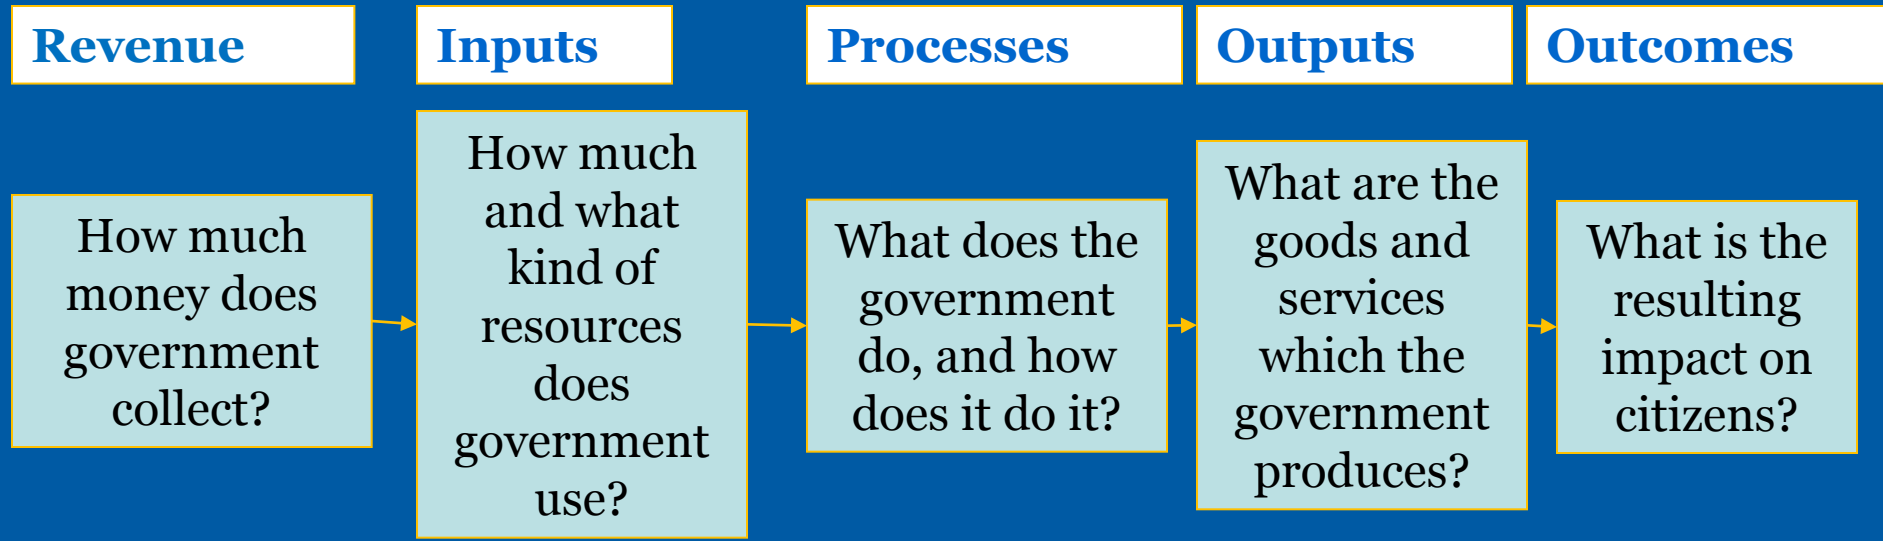 Revenue
Inputs
Processes
Outputs
Outcomes
How much
money does
government
collect?
How much
and what
kind of
resources
does
government
use?
What does the
government
do, and how
does it do it?
What are the
goods and
services
which the
government
produces?
What is the
resulting
impact on
citizens?